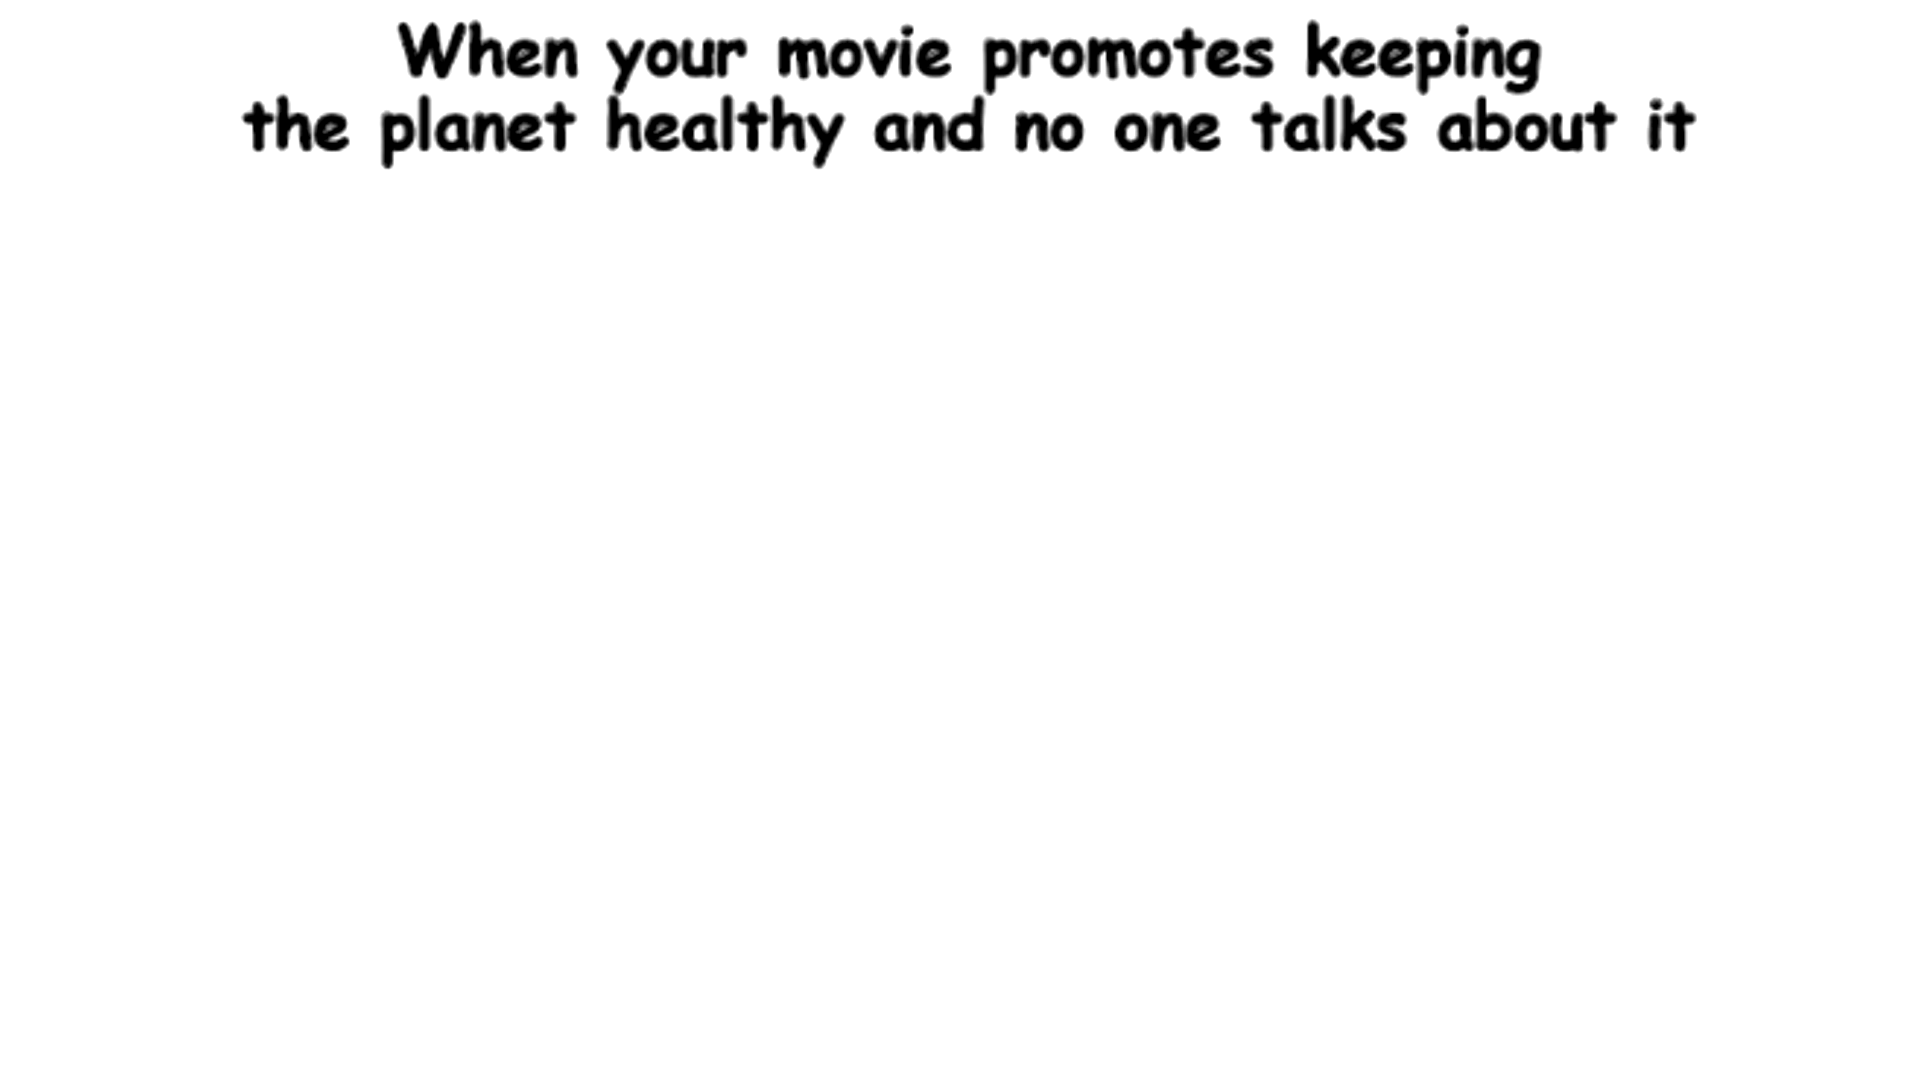 When your movie promotes keeping
the planet healthy and no one talks about it